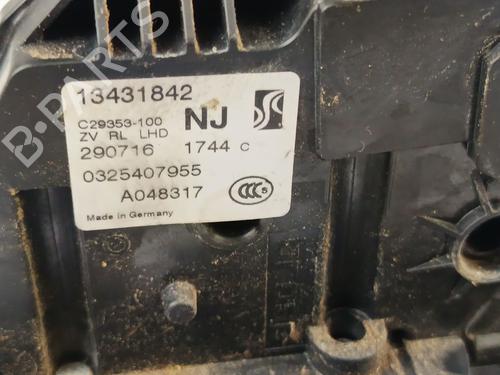 13431842
C29353-100 NJ
ZV RL LHD
290716 1744 C
0325407955
A048317
Made in Germany
B-PARTS